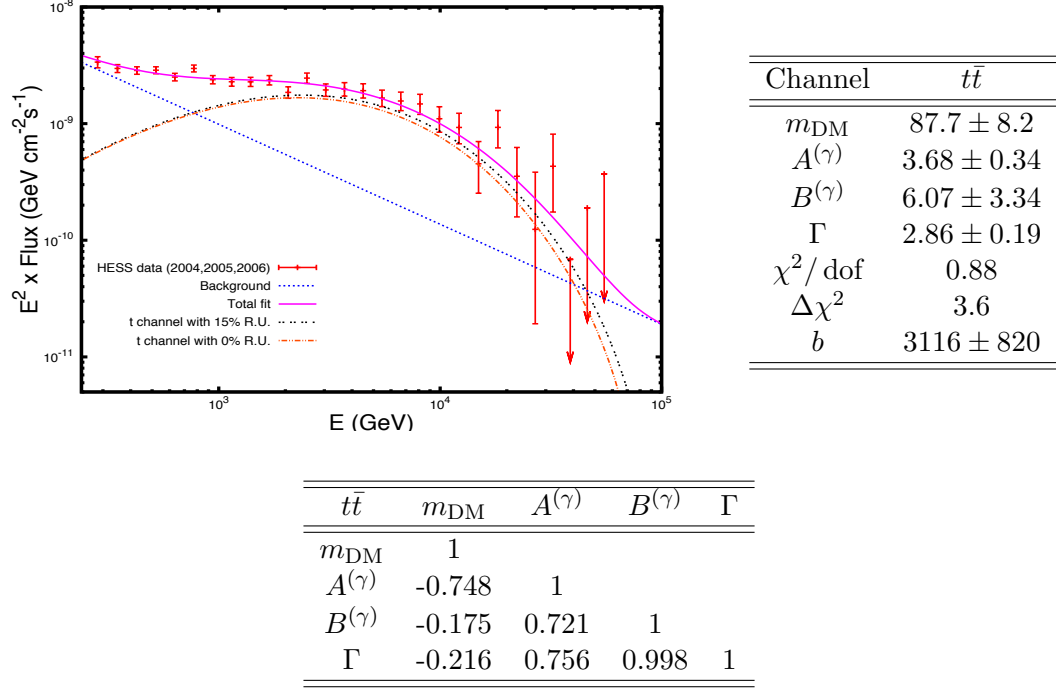 10⁻⁸
10⁻⁹
10⁻¹⁰
10⁻¹¹
E² x Flux (GeV cm⁻²s⁻¹)
HESS data (2004,2005,2006)
Background
Total fit
t channel with 15% R.U.
t channel with 0% R.U.
10³ 10⁴ 10⁵
E (GeV)
Channel tt̄
m_DM 87.7 ± 8.2
A^(γ) 3.68 ± 0.34
B^(γ) 6.07 ± 3.34
Γ 2.86 ± 0.19
χ²/ dof 0.88
Δχ² 3.6
b 3116 ± 820
tt̄ m_DM A^(γ) B^(γ) Γ
m_DM 1
A^(γ) -0.748 1
B^(γ) -0.175 0.721 1
Γ -0.216 0.756 0.998 1